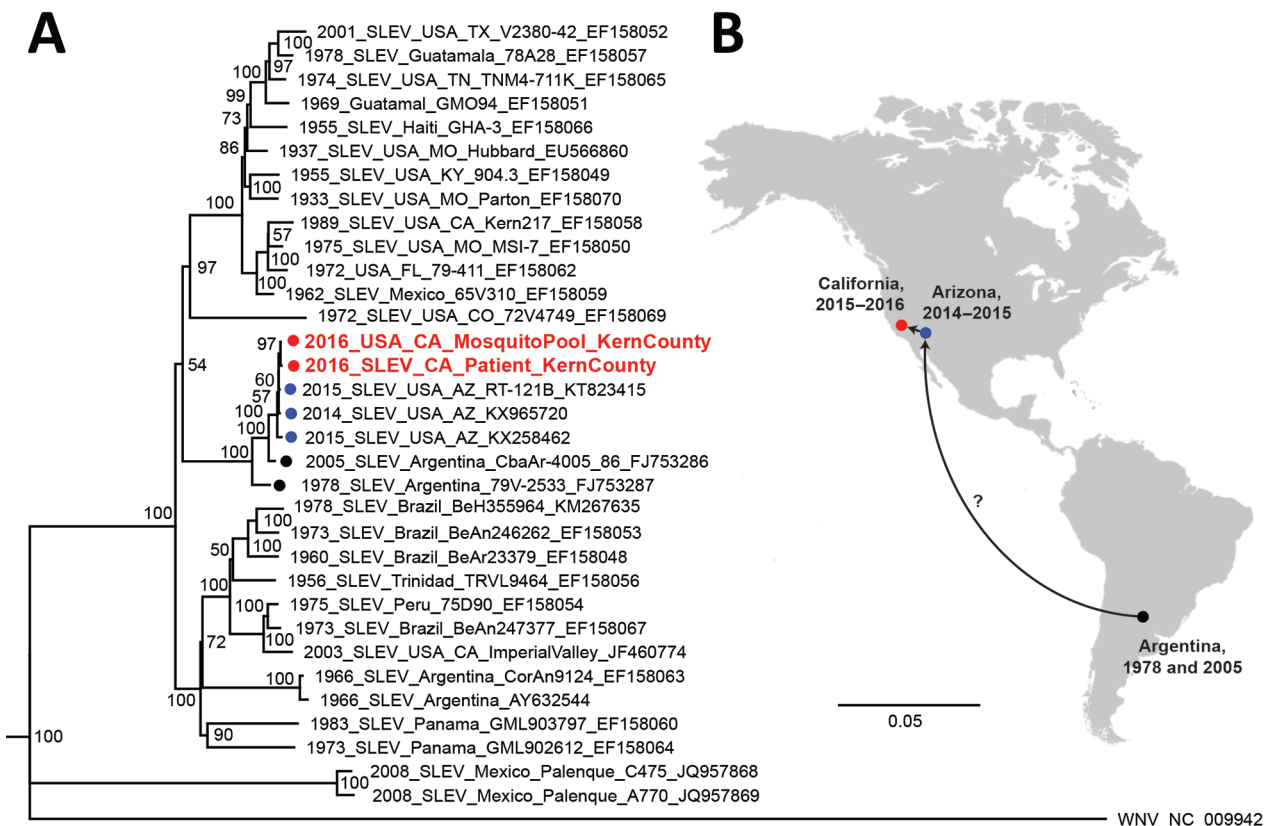 A
2001_SLEV_USA_TX_V2380-42_EF158052
100
1978_SLEV_Guatamala_78A28_EF158057
97
100
1974_SLEV_USA_TN_TNM4-711K_EF158065
99
1969_Guatamal_GMO94_EF158051
73
1955_SLEV_Haiti_GHA-3_EF158066
86
1937_SLEV_USA_MO_Hubbard_EU566860
1955_SLEV_USA_KY_904.3_EF158049
100
1933_SLEV_USA_MO_Parton_EF158070
100
1989_SLEV_USA_CA_Kern217_EF158058
57
1975_SLEV_USA_MO_MSI-7_EF158050
100
1972_USA_FL_79-411_EF158062
97
100
1962_SLEV_Mexico_65V310_EF158059
1972_SLEV_USA_CO_72V4749_EF158069
97
2016_USA_CA_MosquitoPool_KernCounty
54
2016_SLEV_CA_Patient_KernCounty
60
2015_SLEV_USA_AZ_RT-121B_KT823415
57
100
2014_SLEV_USA_AZ_KX965720
100
2015_SLEV_USA_AZ_KX258462
100
2005_SLEV_Argentina_CbaAr-4005_86_FJ753286
1978_SLEV_Argentina_79V-2533_FJ753287
1978_SLEV_Brazil_BeH355964_KM267635
100
100
1973_SLEV_Brazil_BeAn246262_EF158053
50
100
1960_SLEV_Brazil_BeAr23379_EF158048
1956_SLEV_Trinidad_TRVL9464_EF158056
100
1975_SLEV_Peru_75D90_EF158054
100
1973_SLEV_Brazil_BeAn247377_EF158067
72
100
2003_SLEV_USA_CA_ImperialValley_JF460774
1966_SLEV_Argentina_CorAn9124_EF158063
100
1966_SLEV_Argentina_AY632544
100
1983_SLEV_Panama_GML903797_EF158060
90
1973_SLEV_Panama_GML902612_EF158064
100
2008_SLEV_Mexico_Palenque_C475_JQ957868
100
2008_SLEV_Mexico_Palenque_A770_JQ957869
WNV_NC_009942
0.05
B
California,
2015–2016
Arizona,
2014–2015
?
Argentina,
1978 and 2005